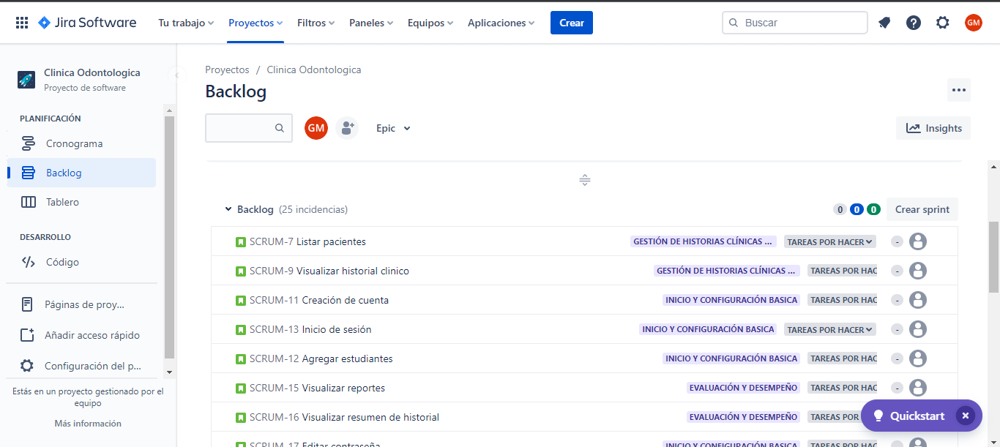 Jira Software Tu trabajo Proyectos Filtros Paneles Equipos Aplicaciones Crear Buscar GM
Clinica Odontologica
Proyecto de software
PLANIFICACIÓN
Cronograma
Backlog
Tablero
DESARROLLO
Código
Páginas de proy...
Añadir acceso rápido
Configuración del p...
Estás en un proyecto gestionado por el
equipo
Más información
Proyectos / Clinica Odontologica
Backlog
GM Epic Insights
Backlog (25 incidencias) 0 0 0 Crear sprint
SCRUM-7 Listar pacientes GESTIÓN DE HISTORIAS CLÍNICAS ... TAREAS POR HACER -
SCRUM-9 Visualizar historial clinico GESTIÓN DE HISTORIAS CLÍNICAS ... TAREAS POR HAC -
SCRUM-11 Creación de cuenta INICIO Y CONFIGURACIÓN BASICA TAREAS POR HAC -
SCRUM-13 Inicio de sesión INICIO Y CONFIGURACIÓN BASICA TAREAS POR HACER -
SCRUM-12 Agregar estudiantes INICIO Y CONFIGURACIÓN BASICA TAREAS POR HAC -
SCRUM-15 Visualizar reportes EVALUACIÓN Y DESEMPEÑO TAREAS POR HAC -
SCRUM-16 Visualizar resumen de historial EVALUACIÓN Y DESEMPEÑO TAREAS POR
SCRUM-17 Editar contraseña INICIO Y CONFIGURACIÓN BASICA TAREAS POR HAC
Quickstart